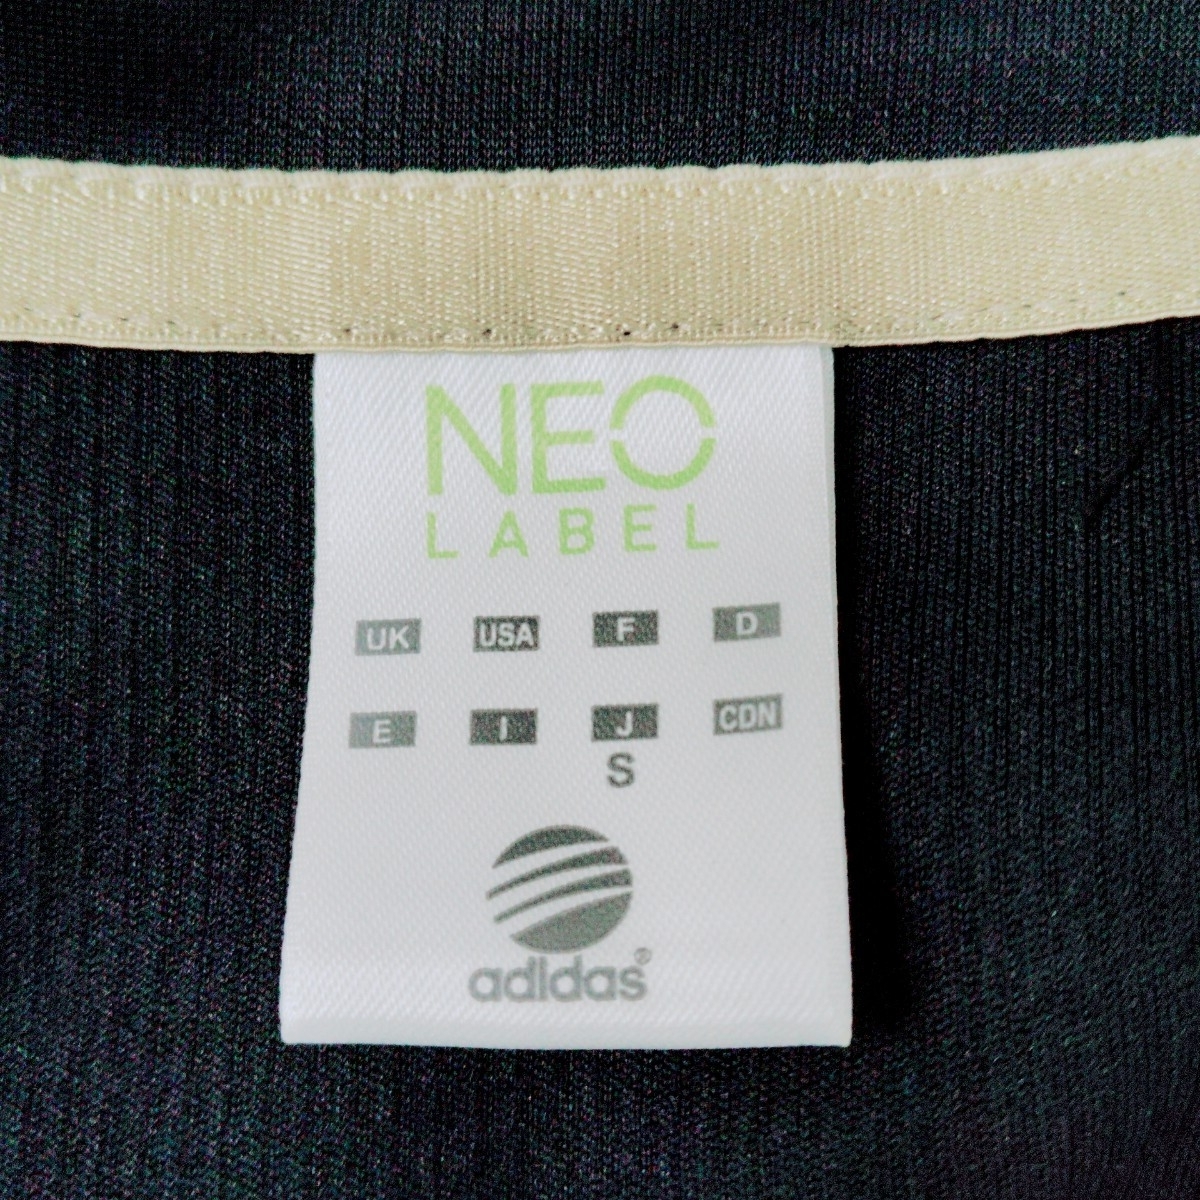 NEO
LABEL
UK USA F D
E I J CDN
S
adidas®